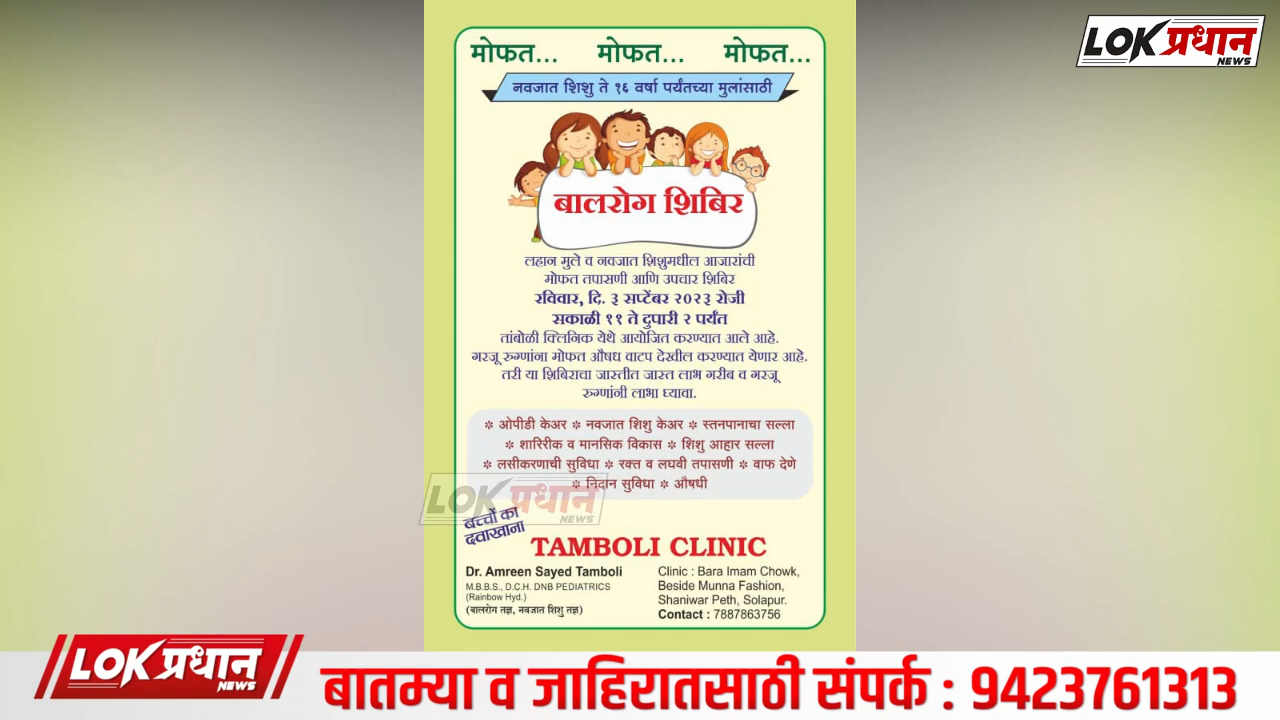 LOK प्रधान
NEWS
मोफत... मोफत... मोफत...
नवजात शिशु ते १६ वर्षा पर्यंतच्या मुलांसाठी
बालरोग शिबिर
लहान मुले व नवजात शिशुमधील आजारांची
मोफत तपासणी आणि उपचार शिबिर
रविवार, दि. ३ सप्टेंबर २०२३ रोजी
सकाळी ११ ते दुपारी २ पर्यंत
तांबोळी क्लिनिक येथे आयोजित करण्यात आले आहे.
गरजू रुग्णांना मोफत औषध वाटप देखील करण्यात येणार आहे.
तरी या शिबिराचा जास्तीत जास्त लाभ गरीब व गरजू
रुग्णांनी लाभा घ्यावा.
❉ ओपीडी केअर ❉ नवजात शिशु केअर ❉ स्तनपानाचा सल्ला
❉ शारिरीक व मानसिक विकास ❉ शिशु आहार सल्ला
❉ लसीकरणाची सुविधा ❉ रक्त व लघवी तपासणी ❉ वाफ देणे
❉ निदान सुविधा ❉ औषधी
LOK प्रधान
NEWS
बच्चों का
दवाखाना
TAMBOLI CLINIC
Dr. Amreen Sayed Tamboli
M.B.B.S., D.C.H. DNB PEDIATRICS
(Rainbow Hyd.)
(बालरोग तज्ञ, नवजात शिशु तज्ञ)
Clinic : Bara Imam Chowk,
Beside Munna Fashion,
Shaniwar Peth, Solapur.
Contact : 7887863756
LOK प्रधान
NEWS
बातम्या व जाहिरातसाठी संपर्क : 9423761313